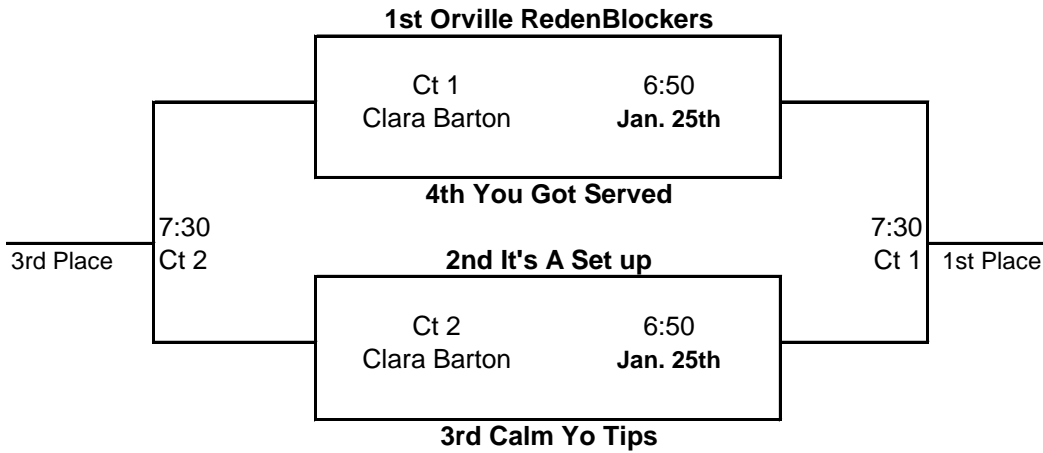 1st Orville RedenBlockers
Ct 1 6:50
Clara Barton Jan. 25th
4th You Got Served
7:30 7:30
3rd Place Ct 2 2nd It's A Set up Ct 1 1st Place
Ct 2 6:50
Clara Barton Jan. 25th
3rd Calm Yo Tips